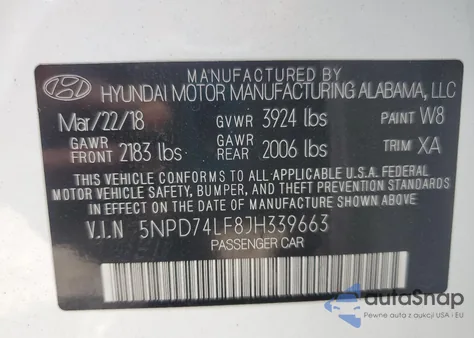 MANUFACTURED BY
HYUNDAI MOTOR MANUFACTURING ALABAMA, LLC
Mar/22/18 GVWR 3924 lbs PAINT W8
GAWR FRONT 2183 lbs GAWR REAR 2006 lbs TRIM XA
THIS VEHICLE CONFORMS TO ALL APPLICABLE U.S.A FEDERAL
MOTOR VEHICLE SAFETY, BUMPER, AND THEFT PREVENTION STANDARDS
IN EFFECT ON THE DATE OF MANUFACTURE SHOWN ABOVE.
V.I.N 5NPD74LF8JH339663
PASSENGER CAR
autoSnap
Pewne auta z USA i EU